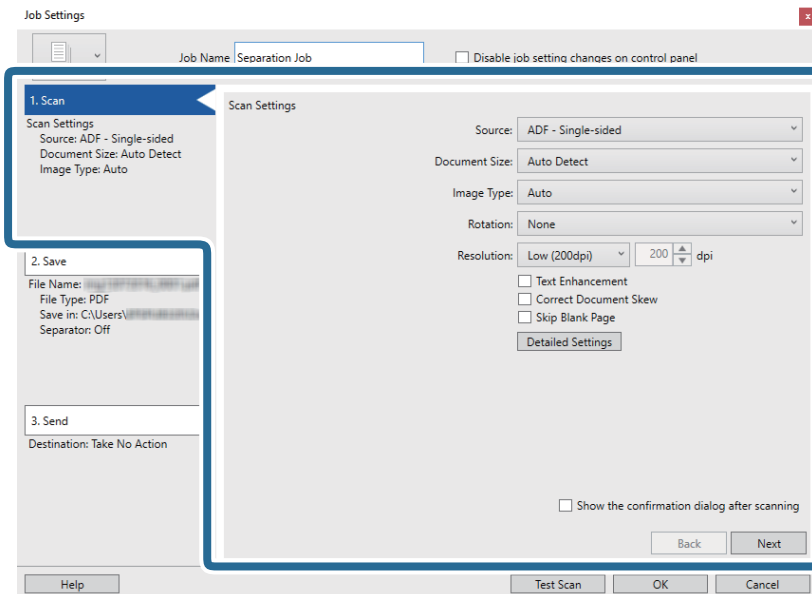 Job Settings
x
Job Name Separation Job Disable job setting changes on control panel
1. Scan
Scan Settings
Source: ADF - Single-sided
Document Size: Auto Detect
Image Type: Auto
Scan Settings
Source: ADF - Single-sided
Document Size: Auto Detect
Image Type: Auto
Rotation: None
Resolution: Low (200dpi) 200 dpi
Text Enhancement
Correct Document Skew
Skip Blank Page
Detailed Settings
2. Save
File Name:
File Type: PDF
Save in: C:\Users\
Separator: Off
3. Send
Destination: Take No Action
Show the confirmation dialog after scanning
Back Next
Help Test Scan OK Cancel